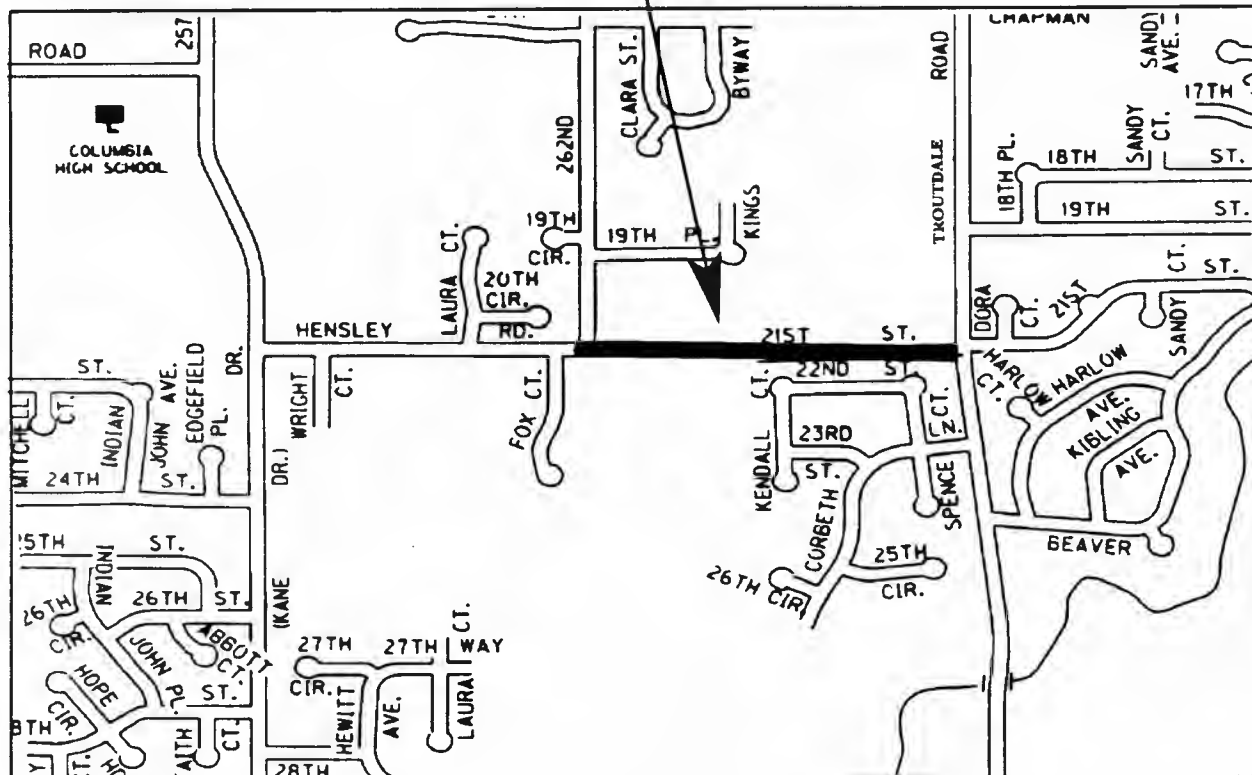 ROAD
257
COLUMBIA
HIGH SCHOOL
262ND
CLARA ST.
BYWAY
ROAD
TROUTDALE
CHAPMAN
SANDY
AVE.
17TH
SANDY
CT.
18TH
ST.
18TH PL.
19TH
ST.
19TH
CIR.
19TH
KINGS
LAURA CT.
20TH
CIR.
HENSLEY
RD.
21ST
ST.
DORA
CT.
21ST
ST.
SANDY
CT.
DR.
WRIGHT
CT.
FOX CT.
22ND
ST.
KENDALL
CT.
23RD
ST.
CT.
LN.
SPENCE
HARLOW
CT.
HARLOW
AVE.
KIBLING
AVE.
BEAVER
ST.
MITCHELL
CT.
INDIAN
JOHN AVE.
EDGEFIELD
PL.
24TH
ST.
DR.)
(KANE
CORBETH
25TH
CIR.
26TH CIR
INDIAN
ST.
26TH
CIR.
26TH
ST.
ABBOTT
CT.
HOPE
CIR.
JOHN PL.
ST.
CT.
27TH
CIR.
27TH
CT.
WAY
HEWITT
AVE.
LAURA
28TH